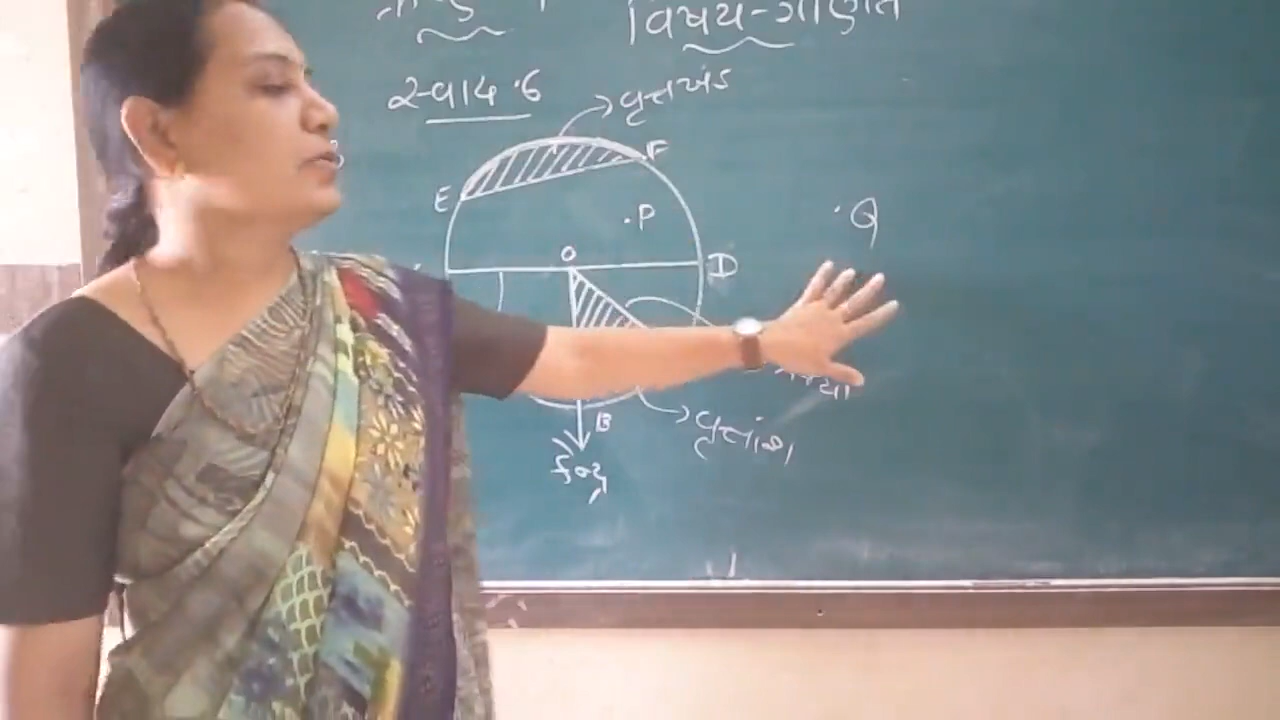 વિષય-ગણિત
સ્વાદ .6
વૃત્તખંડ
E
F
.P
.Q
O
D
B
વૃત્તાંશ
કેન્દ્ર